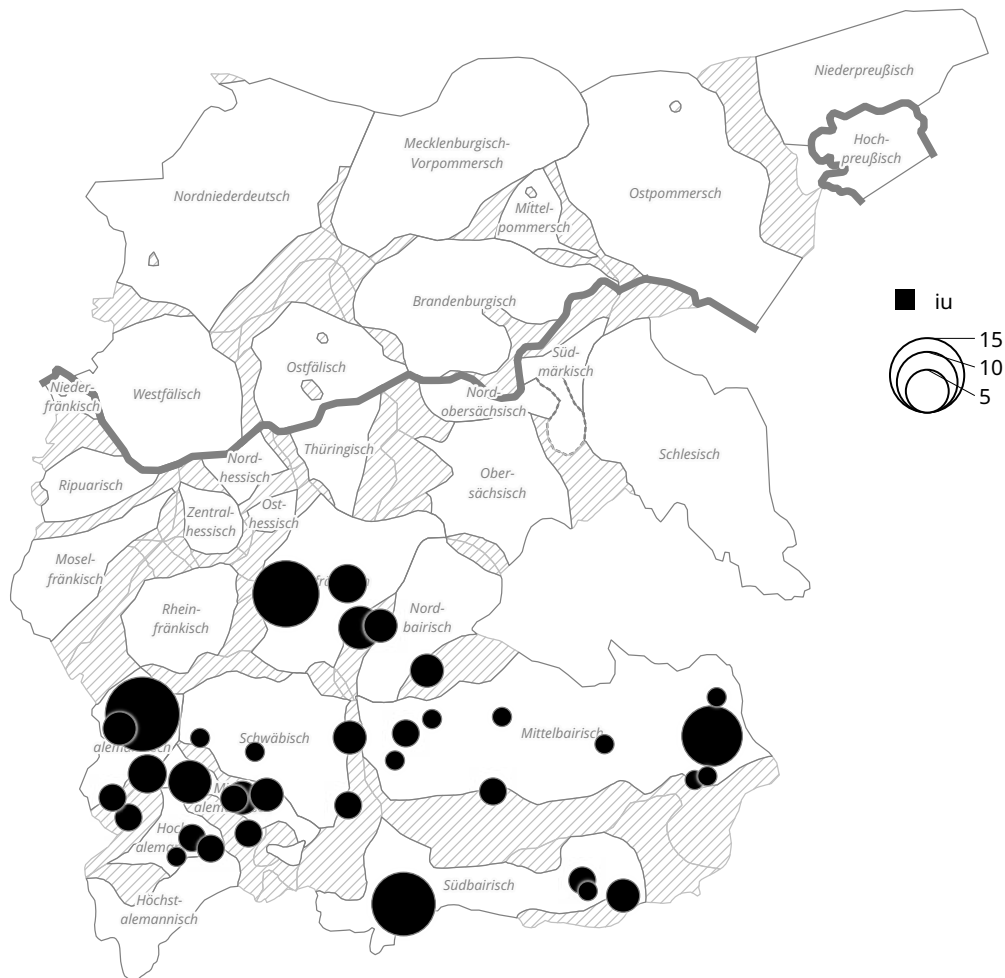 Niederpreußisch
Hoch-
preußisch
Mecklenburgisch-
Vorpommersch
Nordniederdeutsch
Ostpommersch
Mittel-
pommersch
Brandenburgisch
iu
15
10
5
Ostfälisch
Süd-
märkisch
Nieder-
fränkisch
Westfälisch
Nord-
obersächsisch
Thüringisch
Nord-
hessisch
Schlesisch
Ripuarisch
Ober-
sächsisch
Ost-
hessisch
Zentral-
hessisch
Mosel-
fränkisch
Rhein-
fränkisch
Nord-
bairisch
Schwäbisch
Mittelbairisch
Südbairisch
Höchst-
alemannisch